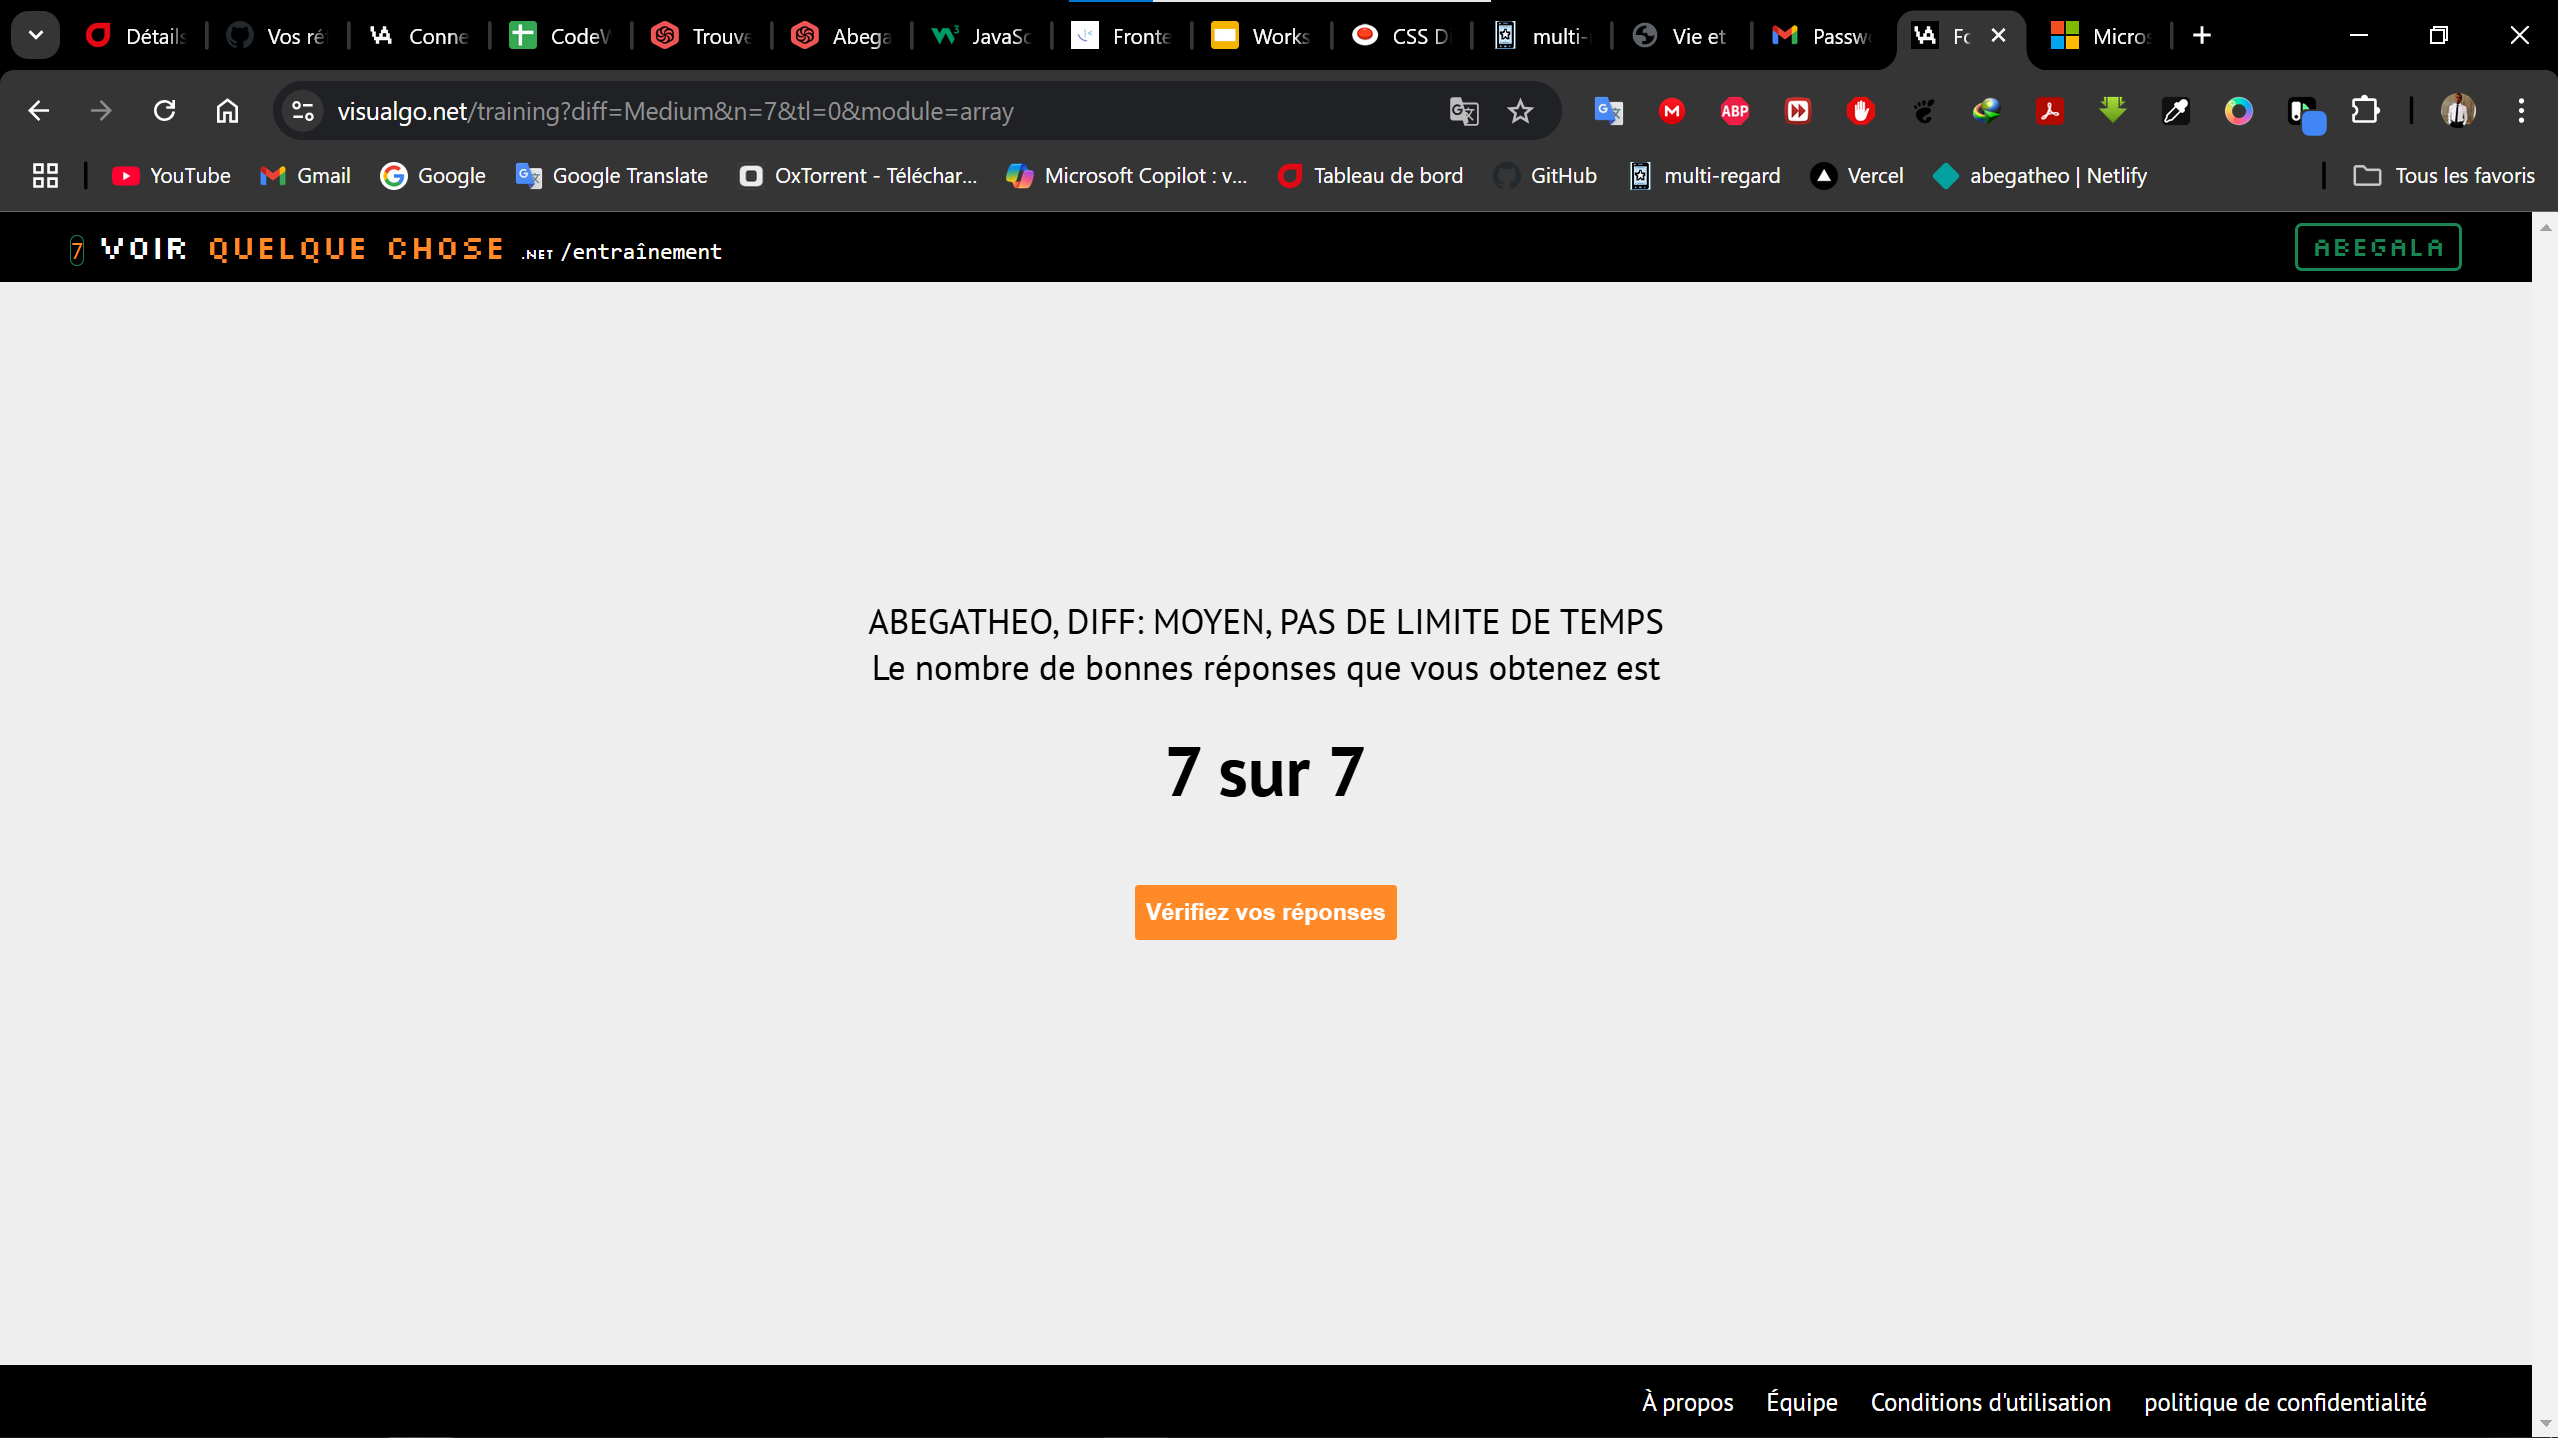 Détails
Vos ré
Conne
CodeW
Trouve
Abega
JavaSc
Fronte
Works
CSS Di
multi-
Vie et
Passw
Fo
Micros
visualgo.net/training?diff=Medium&n=7&tl=0&module=array
YouTube
Gmail
Google
Google Translate
OxTorrent - Téléchar...
Microsoft Copilot : v...
Tableau de bord
GitHub
multi-regard
Vercel
abegatheo | Netlify
Tous les favoris
7 VOIR QUELQUE CHOSE .NET /entraînement
ABEGALA
ABEGATHEO, DIFF: MOYEN, PAS DE LIMITE DE TEMPS
Le nombre de bonnes réponses que vous obtenez est
7 sur 7
Vérifiez vos réponses
À propos
Équipe
Conditions d'utilisation
politique de confidentialité